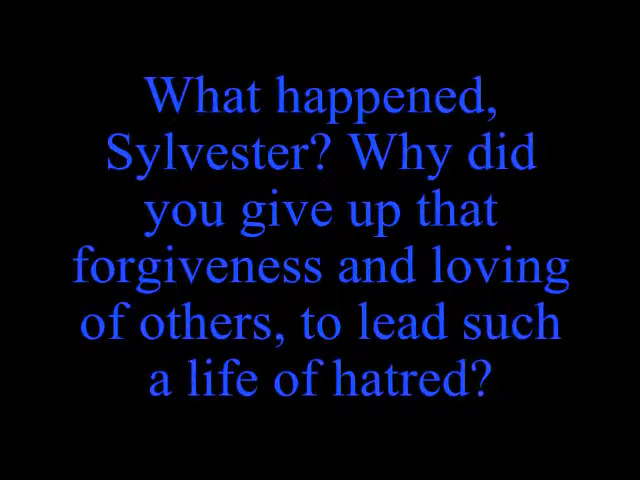 What happened,
Sylvester? Why did
you give up that
forgiveness and loving
of others, to lead such
a life of hatred?